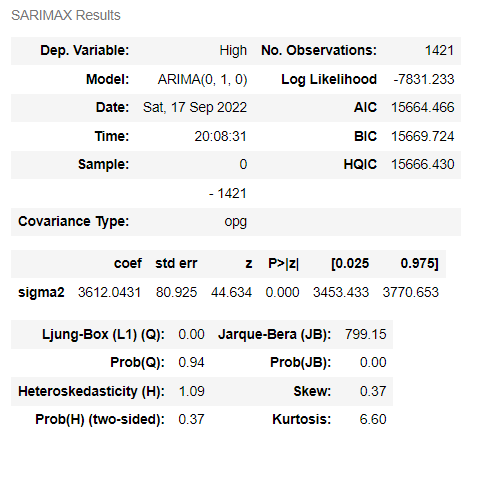 SARIMAX Results
Dep. Variable: High No. Observations: 1421
Model: ARIMA(0, 1, 0) Log Likelihood -7831.233
Date: Sat, 17 Sep 2022 AIC 15664.466
Time: 20:08:31 BIC 15669.724
Sample: 0 HQIC 15666.430
- 1421
Covariance Type: opg
coef std err z P>|z| [0.025 0.975]
sigma2 3612.0431 80.925 44.634 0.000 3453.433 3770.653
Ljung-Box (L1) (Q): 0.00 Jarque-Bera (JB): 799.15
Prob(Q): 0.94 Prob(JB): 0.00
Heteroskedasticity (H): 1.09 Skew: 0.37
Prob(H) (two-sided): 0.37 Kurtosis: 6.60